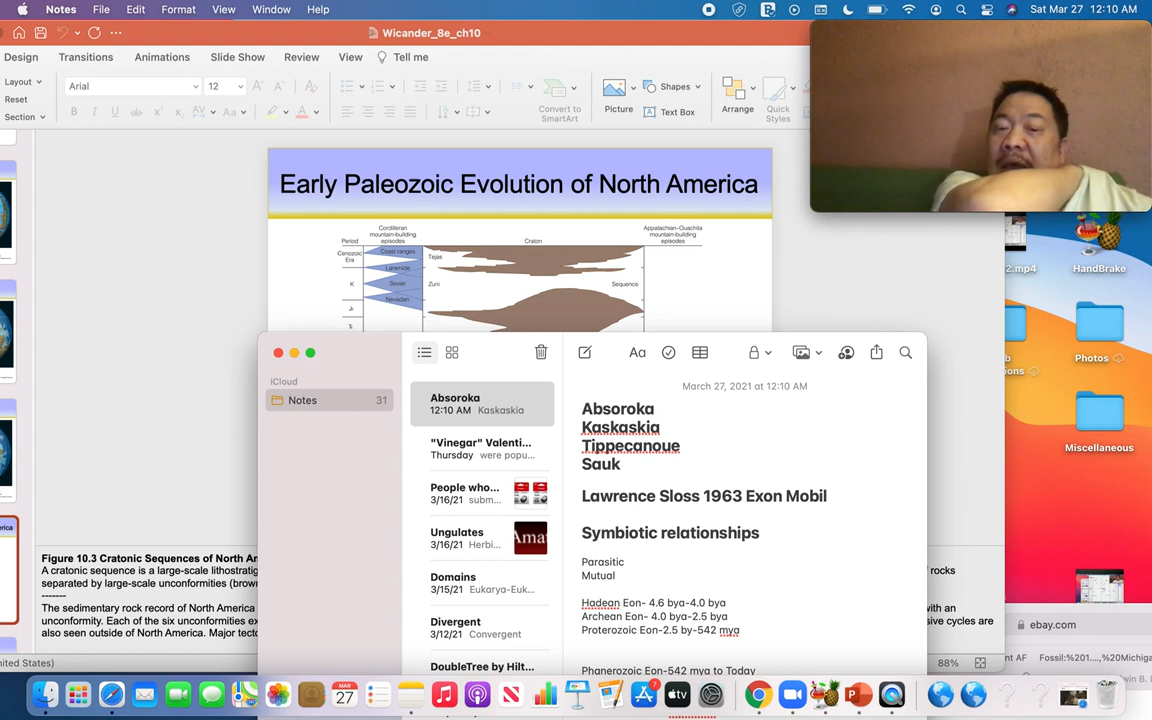 Notes File Edit Format View Window Help Sat Mar 27 12:10 AM
Wicander_8e_ch10
Design Transitions Animations Slide Show Review View Tell me
Layout
Reset
Section
Arial 12
Convert to
SmartArt
Picture
Shapes
Text Box
Arrange
Quick
Styles
Early Paleozoic Evolution of North America
Period
Cordilleran
mountain-building
episodes
Craton
Appalachian-Ouachita
mountain-building
episodes
Cenozoic
Era
Coast ranges
Tejas
Laramide
K
Sevier
Zuni
Sequence
Nevadan
2.mp4
HandBrake
Photos
Miscellaneous
iCloud
Notes 31
Absoroka
12:10 AM Kaskaskia
"Vinegar" Valenti...
Thursday were popu...
People who...
3/16/21 subm...
Ungulates
3/16/21 Herbi...
Domains
3/15/21 Eukarya-Euk...
Divergent
3/12/21 Convergent
DoubleTree by Hilt...
March 27, 2021 at 12:10 AM
Absoroka
Kaskaskia
Tippecanoue
Sauk
Lawrence Sloss 1963 Exon Mobil
Symbiotic relationships
Parasitic
Mutual
Hadean Eon- 4.6 bya-4.0 bya
Archean Eon- 4.0 bya-2.5 bya
Proterozoic Eon-2.5 by-542 mya
Phanerozoic Eon-542 mya to Today
Figure 10.3 Cratonic Sequences of North Am
A cratonic sequence is a large-scale lithostratig
rocks
separated by large-scale unconformities (brow
The sedimentary rock record of North America
with an
unconformity. Each of the six unconformities ex
sive cycles are
also seen outside of North America. Major tecto
nited States)
88%
ebay.com
Fossil:%201...,%20Michiga
MAR
27